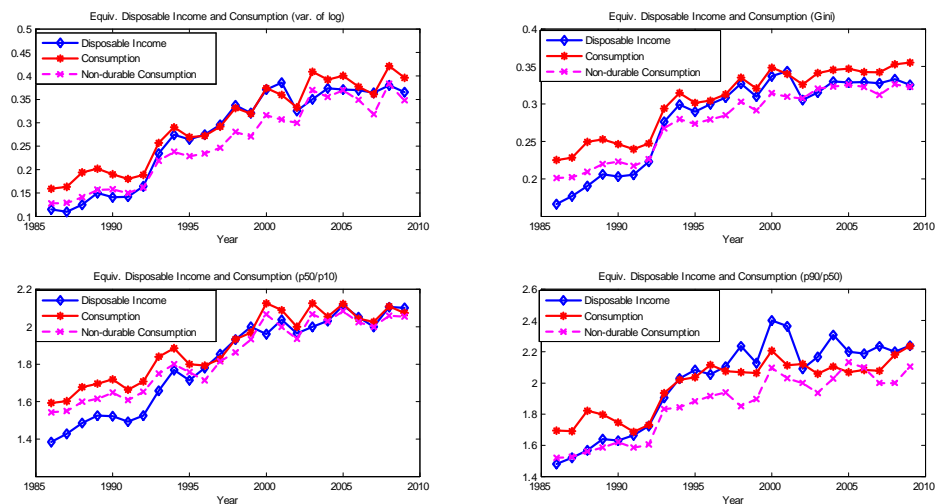 Equiv. Disposable Income and Consumption (var. of log)
0.5
0.45
0.4
0.35
0.3
0.25
0.2
0.15
0.1
Disposable Income
Consumption
Non-durable Consumption
1985 1990 1995 2000 2005 2010
Year
Equiv. Disposable Income and Consumption (Gini)
0.4
0.35
0.3
0.25
0.2
Disposable Income
Consumption
Non-durable Consumption
1985 1990 1995 2000 2005 2010
Year
Equiv. Disposable Income and Consumption (p50/p10)
2.2
2
1.8
1.6
1.4
Disposable Income
Consumption
Non-durable Consumption
1985 1990 1995 2000 2005 2010
Year
Equiv. Disposable Income and Consumption (p90/p50)
2.6
2.4
2.2
2
1.8
1.6
1.4
Disposable Income
Consumption
Non-durable Consumption
1985 1990 1995 2000 2005 2010
Year